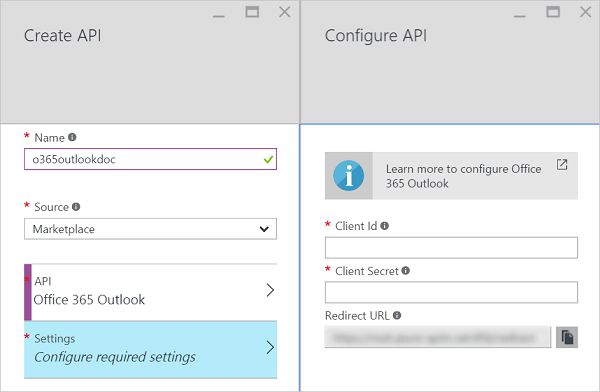 Create API
* Name
o365outlookdoc
* Source
Marketplace
* API
Office 365 Outlook
* Settings
Configure required settings
Configure API
Learn more to configure Office
365 Outlook
* Client Id
* Client Secret
Redirect URL